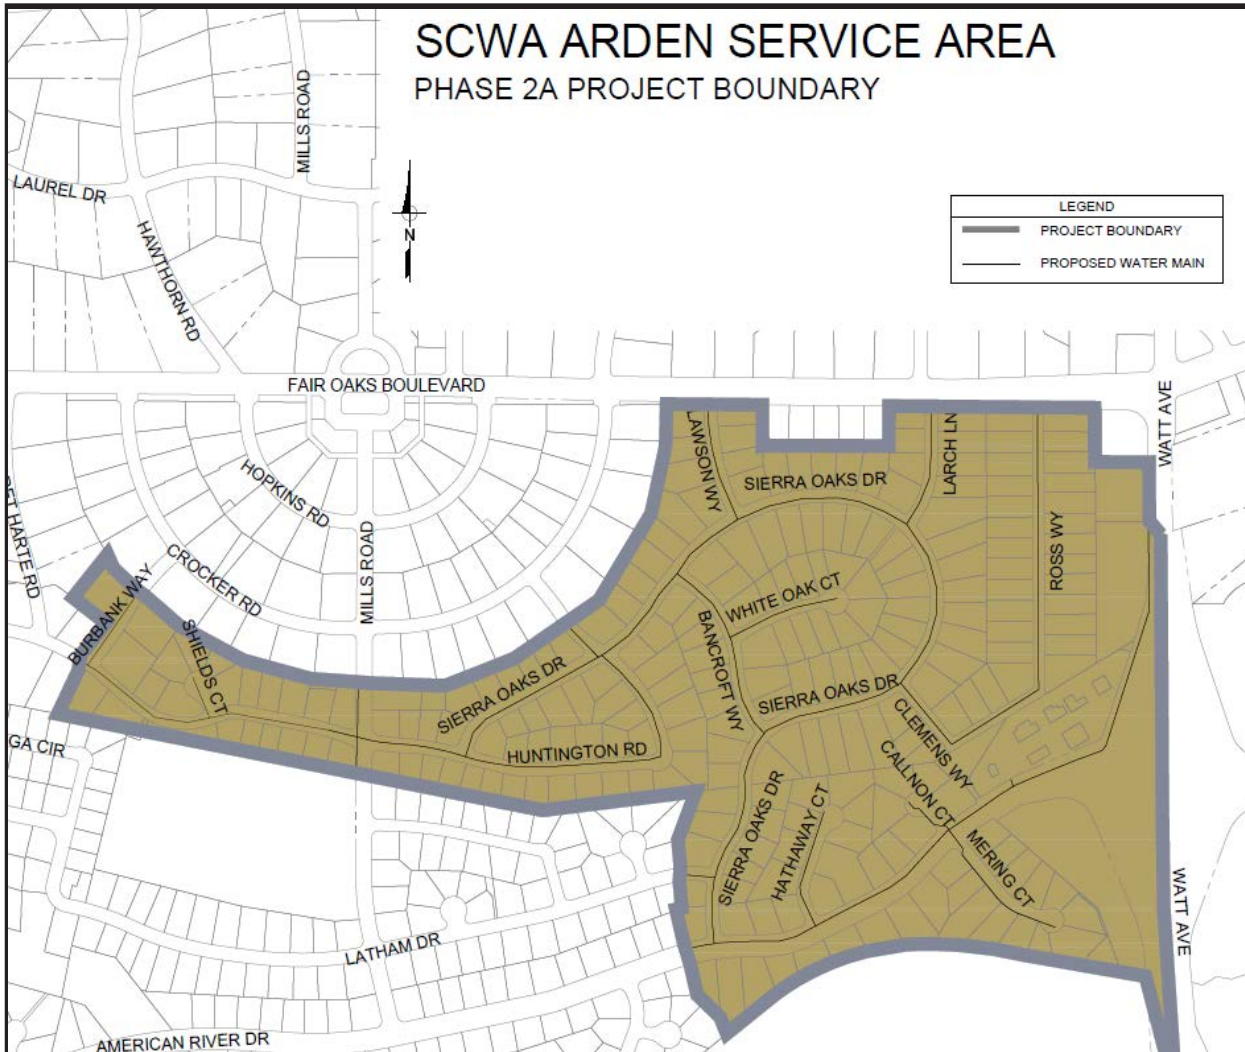 SCWA ARDEN SERVICE AREA
PHASE 2A PROJECT BOUNDARY
MILLS ROAD
LAUREL DR
HAWTHORN RD
N
LEGEND
PROJECT BOUNDARY
PROPOSED WATER MAIN
FAIR OAKS BOULEVARD
WATT AVE
LAWSON WY
SIERRA OAKS DR
LARCH LN
HOPKINS RD
RET HARTE RD
MILLS ROAD
ROSS WY
CROCKER RD
BURBANK WAY
SHIELDS CT
WHITE OAK CT
BANCROFT WY
SIERRA OAKS DR
SIERRA OAKS DR
GA CIR
HUNTINGTON RD
CLEMENS WY
CALLNON CT
SIERRA OAKS DR
HATHAWAY CT
MERING CT
WATT AVE
LATHAM DR
AMERICAN RIVER DR